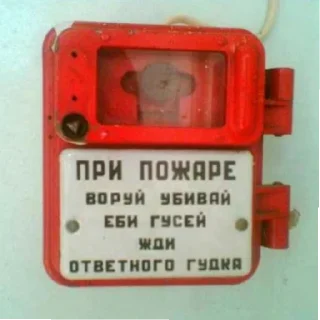 ПРИ ПОЖАРЕ
ВОРУЙ УБИВАЙ
ЕБИ ГУСЕЙ
ЖДИ
ОТВЕТНОГО ГУДКА